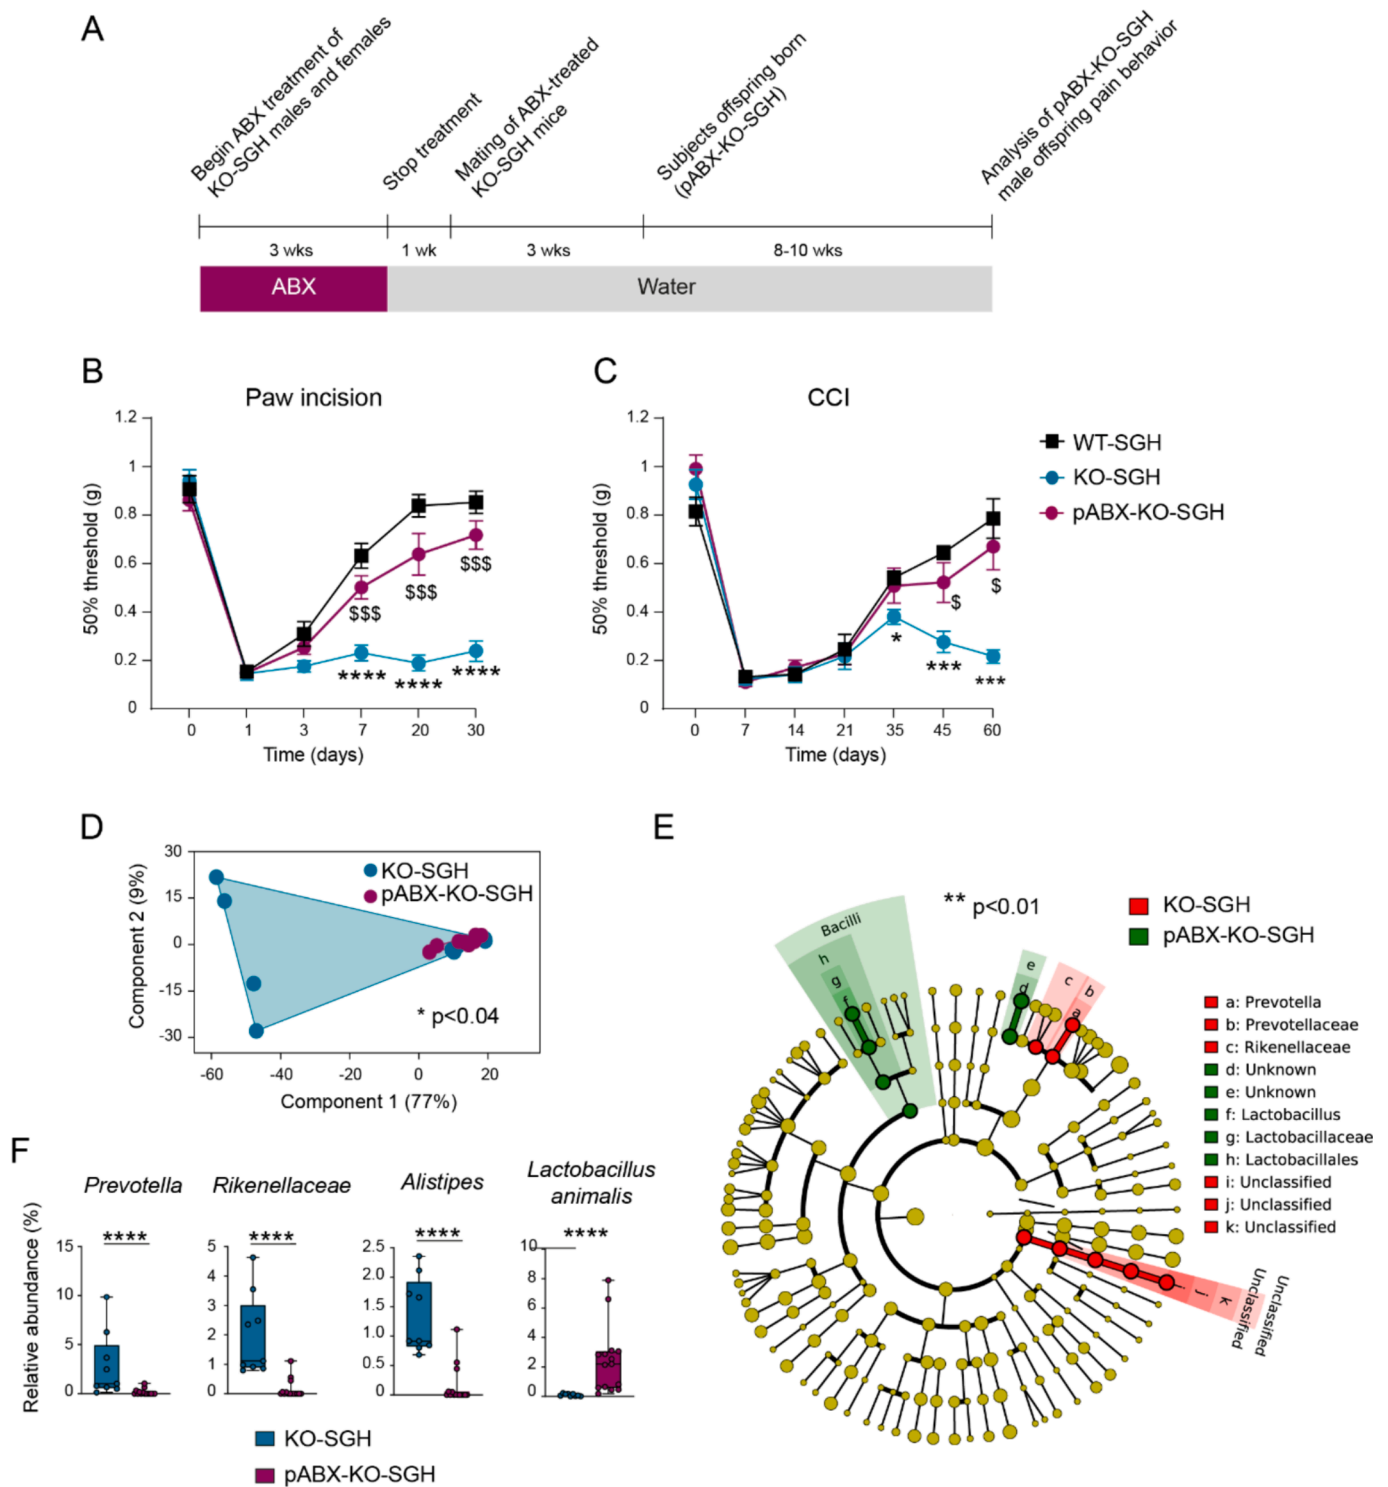 A
Begin ABX treatment of
KO-SGH males and females
Stop treatment
Mating of ABX-treated
KO-SGH mice
Subjects offspring born
(pABX-KO-SGH)
Analysis of pABX-KO-SGH
male offspring pain behavior
3 wks
1 wk
3 wks
8-10 wks
ABX
Water
B
Paw incision
50% threshold (g)
1.2
1
0.8
0.6
0.4
0.2
0
$$$
$$$
$$$
****
****
****
0
1
3
7
20
30
Time (days)
C
CCI
50% threshold (g)
1.2
1
0.8
0.6
0.4
0.2
0
$
$
*
***
***
0
7
14
21
35
45
60
Time (days)
WT-SGH
KO-SGH
pABX-KO-SGH
D
Component 2 (9%)
30
15
0
-15
-30
KO-SGH
pABX-KO-SGH
* p<0.04
-60
-40
-20
0
20
Component 1 (77%)
E
** p<0.01
KO-SGH
pABX-KO-SGH
Bacilli
h
g
f
e
d
c
b
a
a: Prevotella
b: Prevotellaceae
c: Rikenellaceae
d: Unknown
e: Unknown
f: Lactobacillus
g: Lactobacillaceae
h: Lactobacillales
i: Unclassified
j: Unclassified
k: Unclassified
i
j
k
Unclassified
Unclassified
F
Relative abundance (%)
Prevotella
****
15
10
5
0
Rikenellaceae
****
5
4
3
2
1
0
Alistipes
****
2.5
2.0
1.5
1.0
0.5
0
Lactobacillus
animalis
****
10
8
6
4
2
0
KO-SGH
pABX-KO-SGH